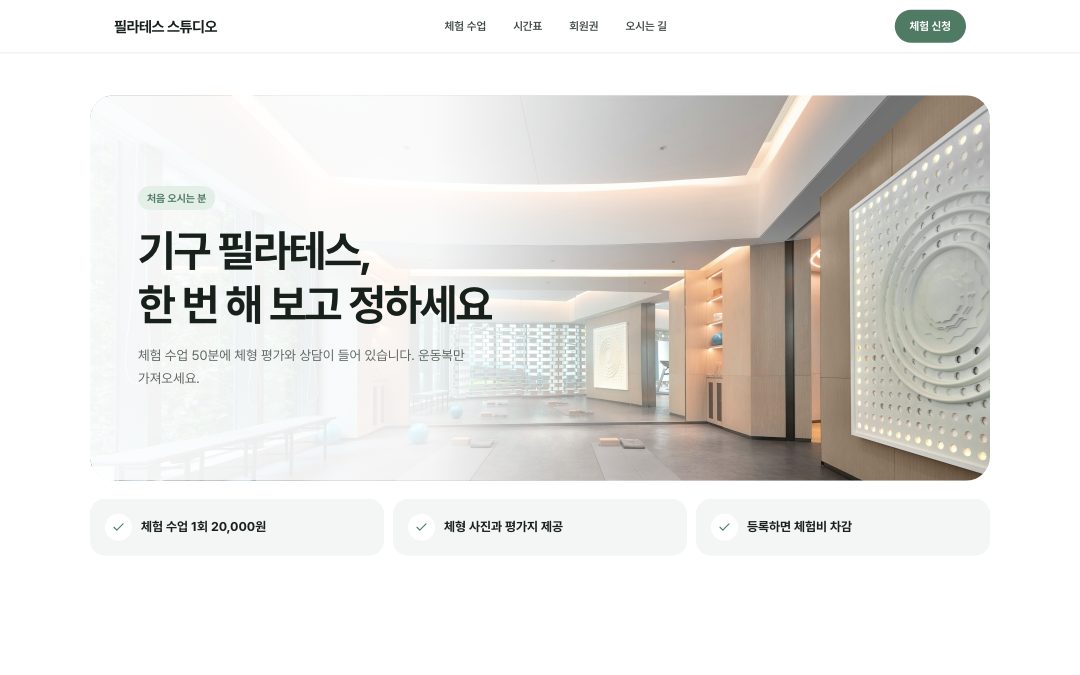 필라테스 스튜디오
체험 수업
시간표
회원권
오시는 길
체험 신청
처음 오시는 분
기구 필라테스,
한 번 해 보고 정하세요
체험 수업 50분에 체형 평가와 상담이 들어 있습니다. 운동복만
가져오세요.
체험 수업 1회 20,000원
체형 사진과 평가지 제공
등록하면 체험비 차감